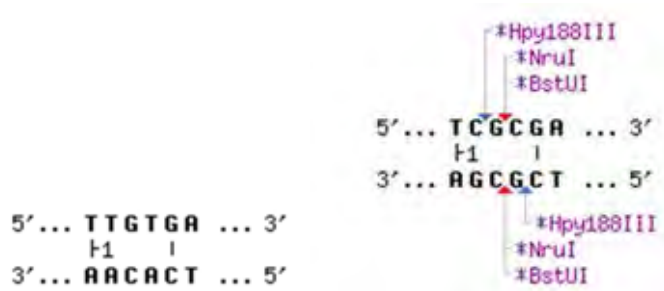 *Hpy188III
*NruI
*BstUI
5′... TCGCGA ... 3′
1
3′... AGCGCT ... 5′
*Hpy188III
*NruI
*BstUI
5′... TTGTGA ... 3′
1
3′... AACACT ... 5′